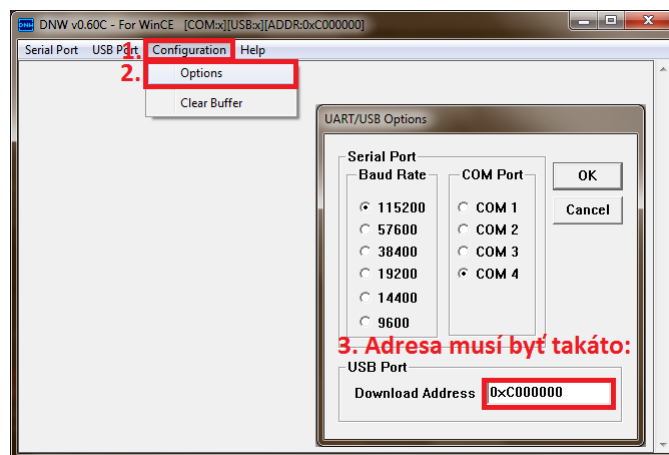 DNW v0.60C - For WinCE [COM:x][USB:x][ADDR:0xC000000]
Serial Port USB Port Configuration Help
1.
2. Options
Clear Buffer
UART/USB Options
Serial Port
Baud Rate
115200
57600
38400
19200
14400
9600
COM Port
COM 1
COM 2
COM 3
COM 4
OK
Cancel
3. Adresa musí byť takáto:
USB Port
Download Address 0xC000000